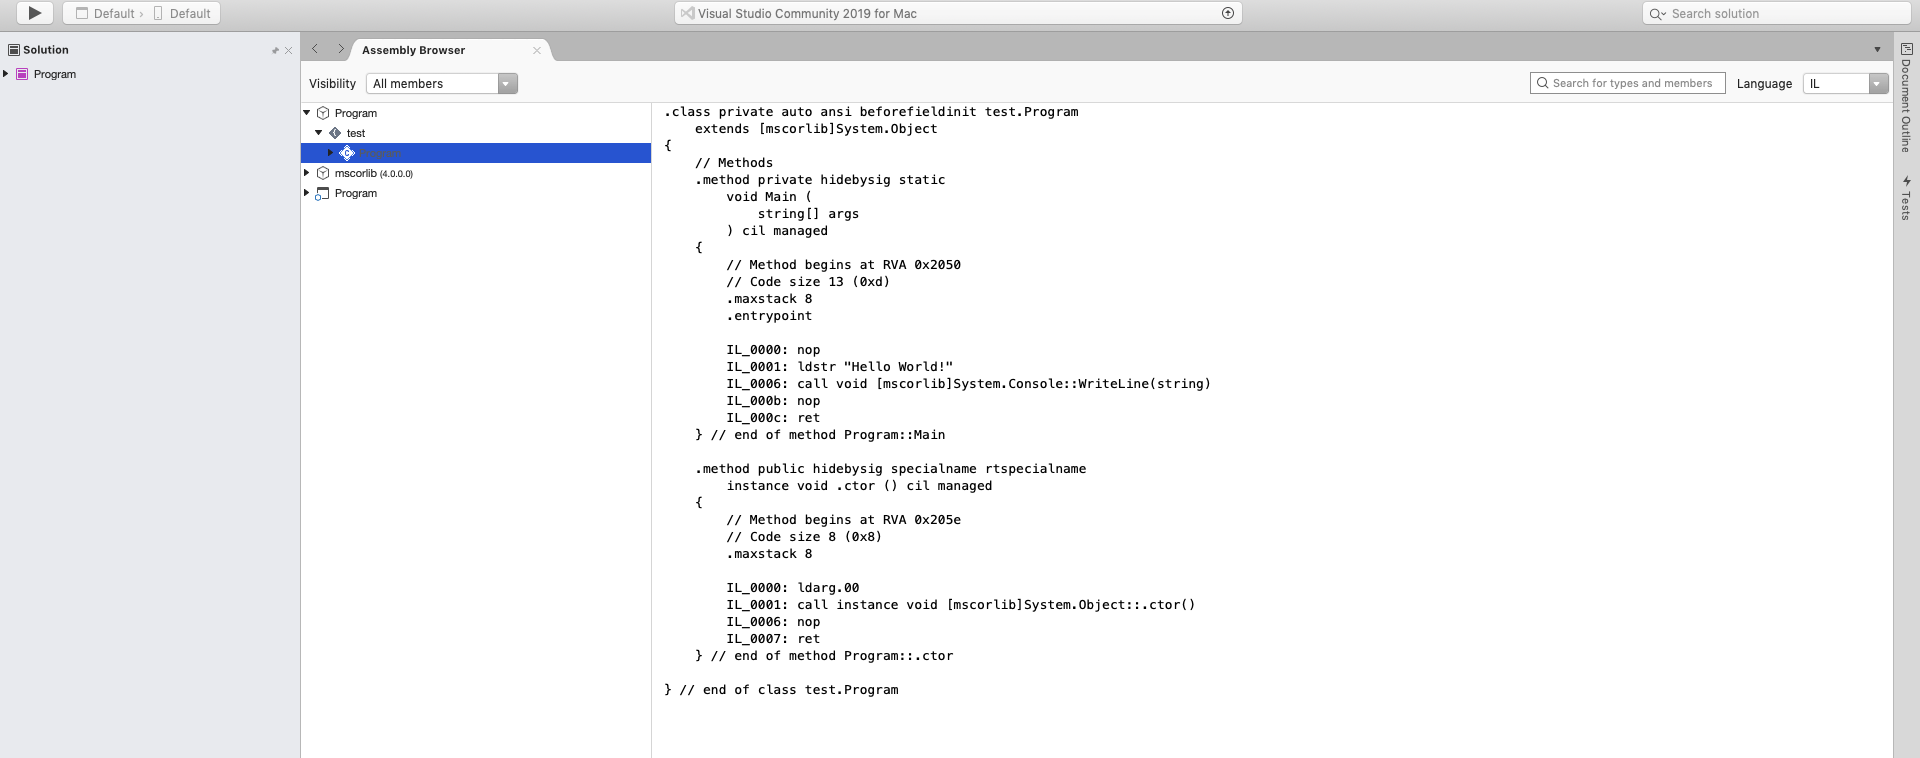 Default › Default
Visual Studio Community 2019 for Mac
Search solution
Solution
Program
Assembly Browser
Visibility All members
Search for types and members Language IL
Program
test
Program
mscorlib (4.0.0.0)
Program
.class private auto ansi beforefieldinit test.Program
extends [mscorlib]System.Object
{
// Methods
.method private hidebysig static
void Main (
string[] args
) cil managed
{
// Method begins at RVA 0x2050
// Code size 13 (0xd)
.maxstack 8
.entrypoint
IL_0000: nop
IL_0001: ldstr "Hello World!"
IL_0006: call void [mscorlib]System.Console::WriteLine(string)
IL_000b: nop
IL_000c: ret
} // end of method Program::Main
.method public hidebysig specialname rtspecialname
instance void .ctor () cil managed
{
// Method begins at RVA 0x205e
// Code size 8 (0x8)
.maxstack 8
IL_0000: ldarg.00
IL_0001: call instance void [mscorlib]System.Object::.ctor()
IL_0006: nop
IL_0007: ret
} // end of method Program::.ctor
} // end of class test.Program
Document Outline
Tests